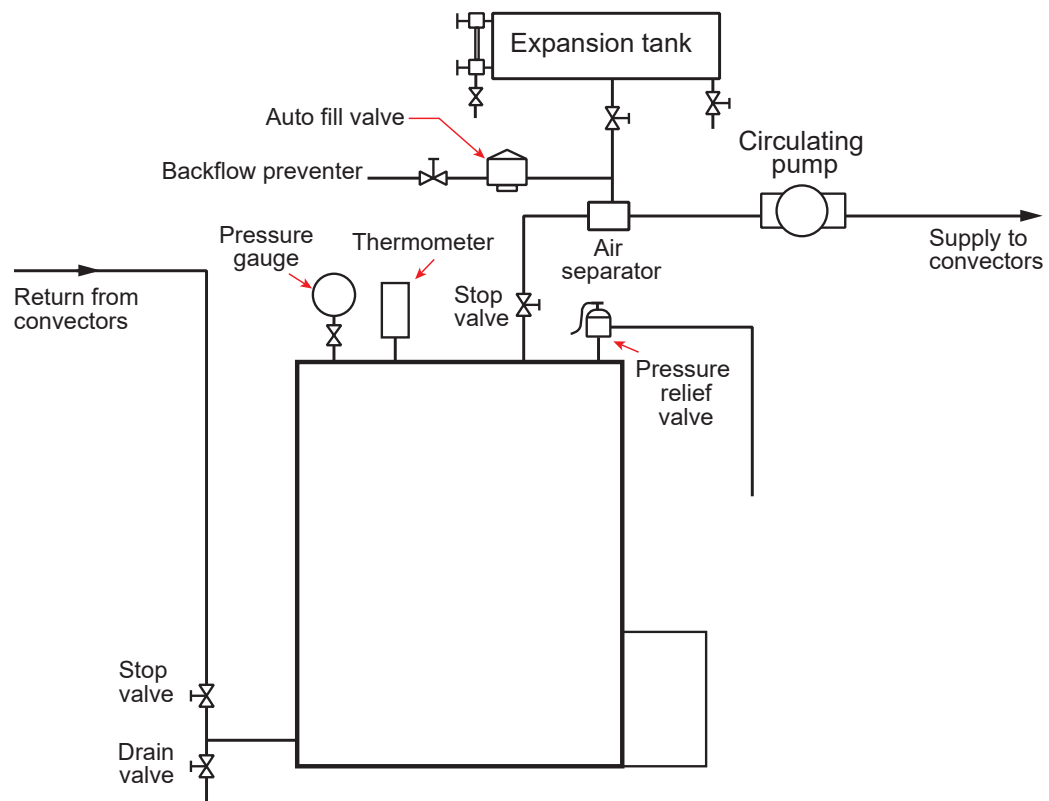 Expansion tank
Auto fill valve
Backflow preventer
Circulating
pump
Pressure
gauge
Thermometer
Air
separator
Supply to
convectors
Return from
convectors
Stop
valve
Pressure
relief
valve
Stop
valve
Drain
valve